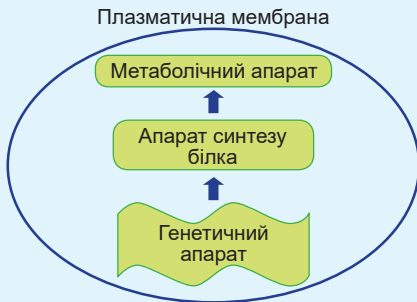 Плазматична мембрана
Метаболічний апарат
Апарат синтезу
білка
Генетичний
апарат